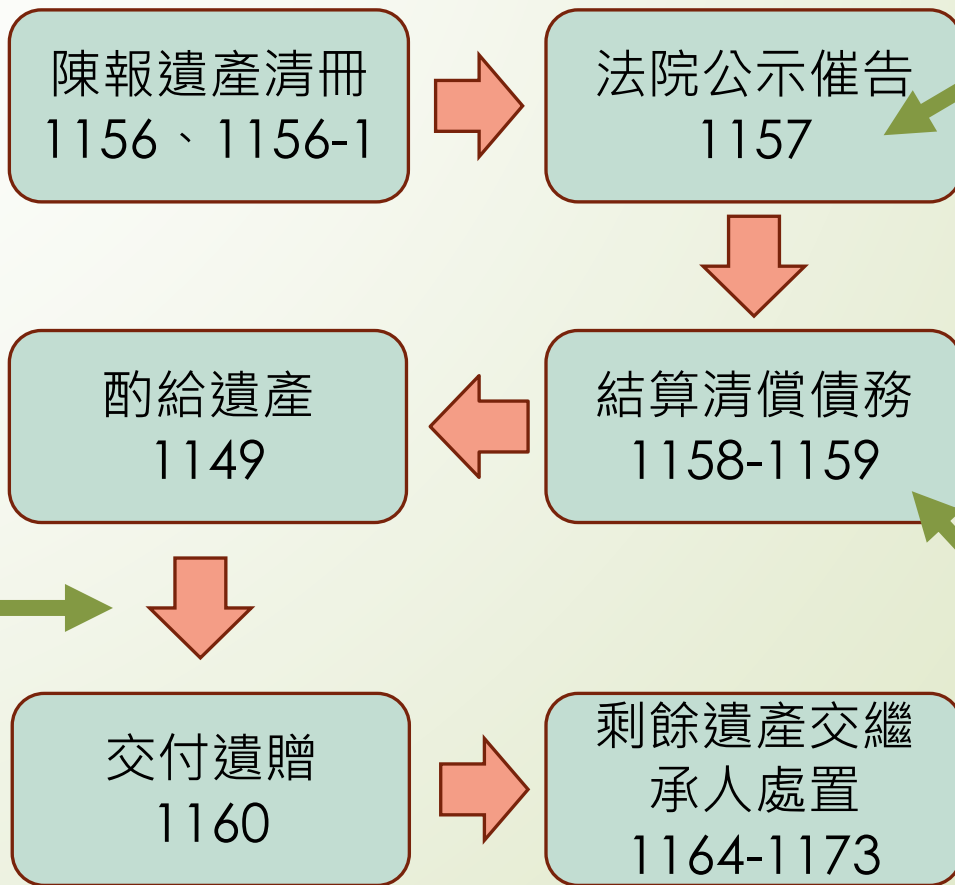 陳報遺產清冊
1156、1156-1
法院公示催告
1157
結算清償債務
1158-1159
酌給遺產
1149
交付遺贈
1160
剩餘遺產交繼
承人處置
1164-1173